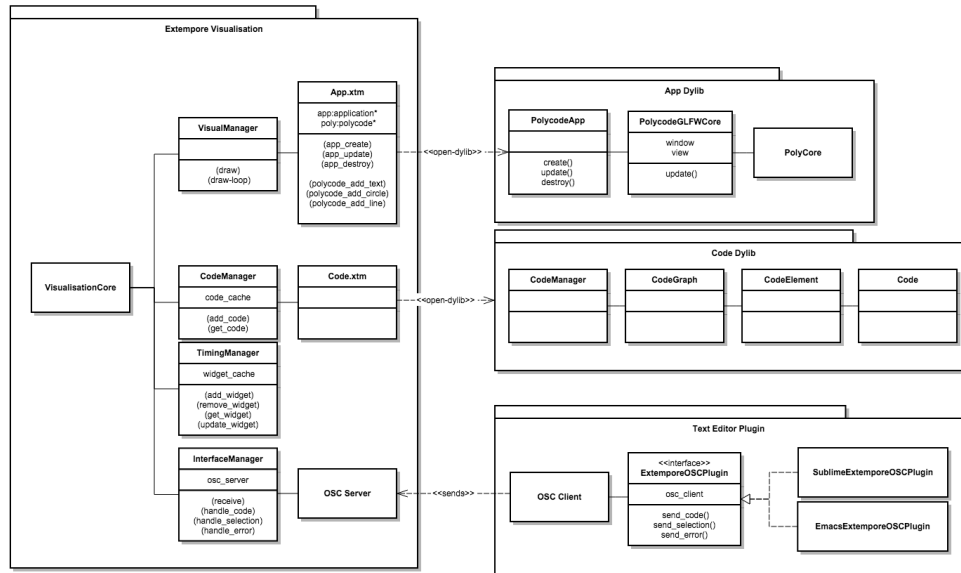 Extempore Visualisation
App.xtm
app:application*
poly:polycode*
(app_create)
(app_update)
(app_destroy)
(polycode_add_text)
(polycode_add_circle)
(polycode_add_line)
VisualManager
(draw)
(draw-loop)
VisualisationCore
CodeManager
code_cache
(add_code)
(get_code)
Code.xtm
TimingManager
widget_cache
(add_widget)
(remove_widget)
(get_widget)
(update_widget)
InterfaceManager
osc_server
(receive)
(handle_code)
(handle_selection)
(handle_error)
OSC Server
<<open-dylib>>
<<open-dylib>>
<<sends>>
App Dylib
PolycodeApp
create()
update()
destroy()
PolycodeGLFWCore
window
view
update()
PolyCore
Code Dylib
CodeManager
CodeGraph
CodeElement
Code
Text Editor Plugin
OSC Client
<<interface>>
ExtemporeOSCPlugin
osc_client
send_code()
send_selection()
send_error()
SublimeExtemporeOSCPlugin
EmacsExtemporeOSCPlugin